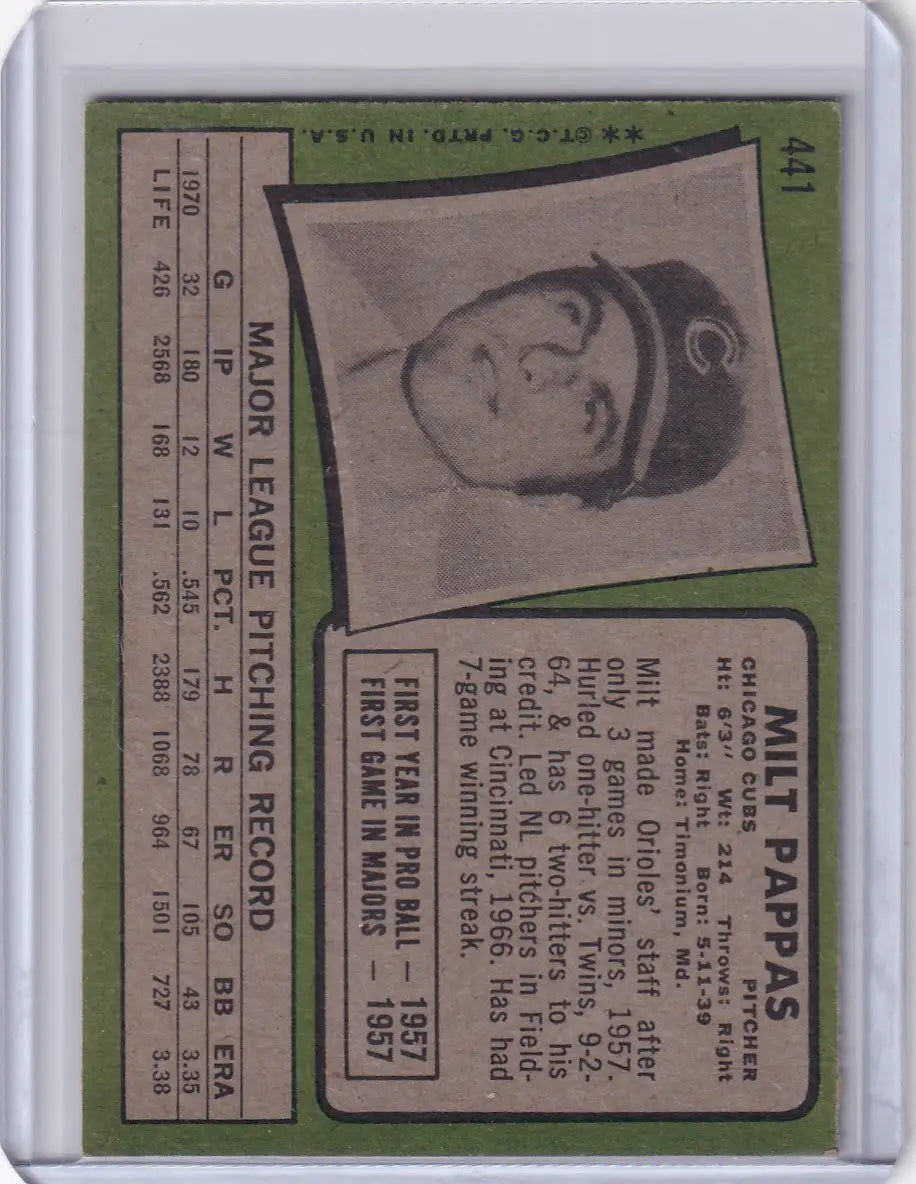 441
MILT PAPPAS
CHICAGO CUBS PITCHER
Ht: 6'3" Wt: 214 Throws: Right
Bats: Right Born: 5-11-39
Home: Timonium, Md.
Milt made Orioles' staff after
only 3 games in minors, 1957.
Hurled one-hitter vs. Twins, 9-2-
64, & has 6 two-hitters to his
credit. Led NL pitchers in Field-
ing at Cincinnati, 1966. Has had
7-game winning streak.
FIRST YEAR IN PRO BALL — 1957
FIRST GAME IN MAJORS — 1957
C
**©T.C.G. PRTD. IN U.S.A.
MAJOR LEAGUE PITCHING RECORD
G IP W L PCT. H R ER SO BB ERA
1970 32 180 12 10 .545 179 78 67 105 43 3.35
LIFE 426 2568 168 131 .562 2388 1068 964 1501 727 3.38